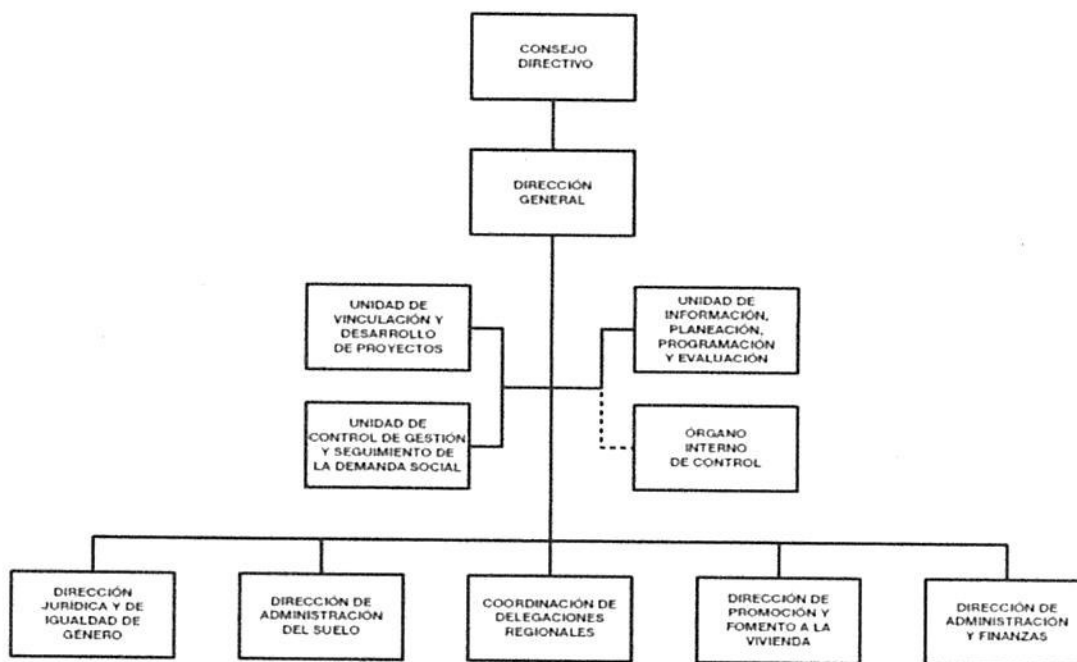 CONSEJO
DIRECTIVO
DIRECCIÓN
GENERAL
UNIDAD DE
VINCULACIÓN Y
DESARROLLO
DE PROYECTOS
UNIDAD DE
INFORMACIÓN,
PLANEACIÓN,
PROGRAMACIÓN
Y EVALUACIÓN
UNIDAD DE
CONTROL DE GESTIÓN
Y SEGUIMIENTO DE
LA DEMANDA SOCIAL
ÓRGANO
INTERNO
DE CONTROL
DIRECCIÓN
JURÍDICA Y DE
IGUALDAD DE
GÉNERO
DIRECCIÓN DE
ADMINISTRACIÓN
DEL SUELO
COORDINACIÓN DE
DELEGACIONES
REGIONALES
DIRECCIÓN DE
PROMOCIÓN Y
FOMENTO A LA
VIVIENDA
DIRECCIÓN DE
ADMINISTRACIÓN
Y FINANZAS